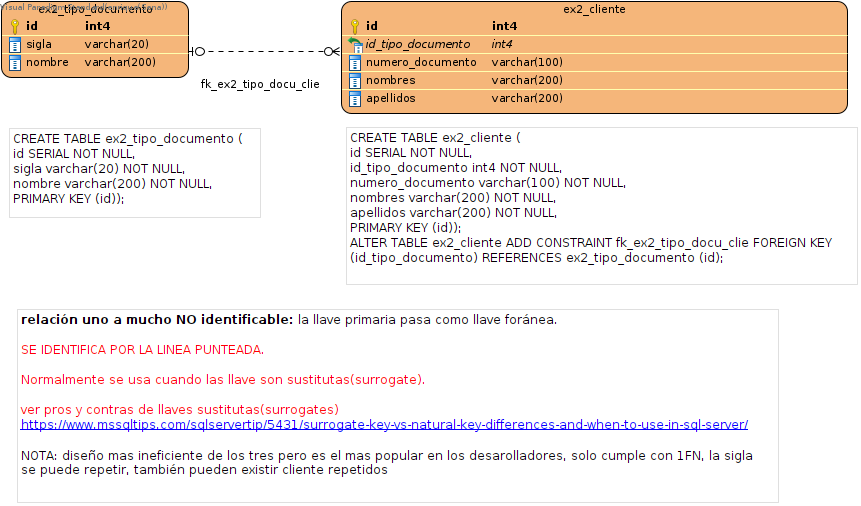 ex2_tipo_documento
id int4
sigla varchar(20)
nombre varchar(200)
fk_ex2_tipo_docu_clie
ex2_cliente
id int4
id_tipo_documento int4
numero_documento varchar(100)
nombres varchar(200)
apellidos varchar(200)
CREATE TABLE ex2_tipo_documento (
id SERIAL NOT NULL,
sigla varchar(20) NOT NULL,
nombre varchar(200) NOT NULL,
PRIMARY KEY (id));
CREATE TABLE ex2_cliente (
id SERIAL NOT NULL,
id_tipo_documento int4 NOT NULL,
numero_documento varchar(100) NOT NULL,
nombres varchar(200) NOT NULL,
apellidos varchar(200) NOT NULL,
PRIMARY KEY (id));
ALTER TABLE ex2_cliente ADD CONSTRAINT fk_ex2_tipo_docu_clie FOREIGN KEY
(id_tipo_documento) REFERENCES ex2_tipo_documento (id);
relación uno a mucho NO identificable: la llave primaria pasa como llave foránea.
SE IDENTIFICA POR LA LINEA PUNTEADA.
Normalmente se usa cuando las llave son sustitutas(surrogate).
ver pros y contras de llaves sustitutas(surrogates)
https://www.mssqltips.com/sqlservertip/5431/surrogate-key-vs-natural-key-differences-and-when-to-use-in-sql-server/
NOTA: diseño mas ineficiente de los tres pero es el mas popular en los desarolladores, solo cumple con 1FN, la sigla
se puede repetir, también pueden existir cliente repetidos